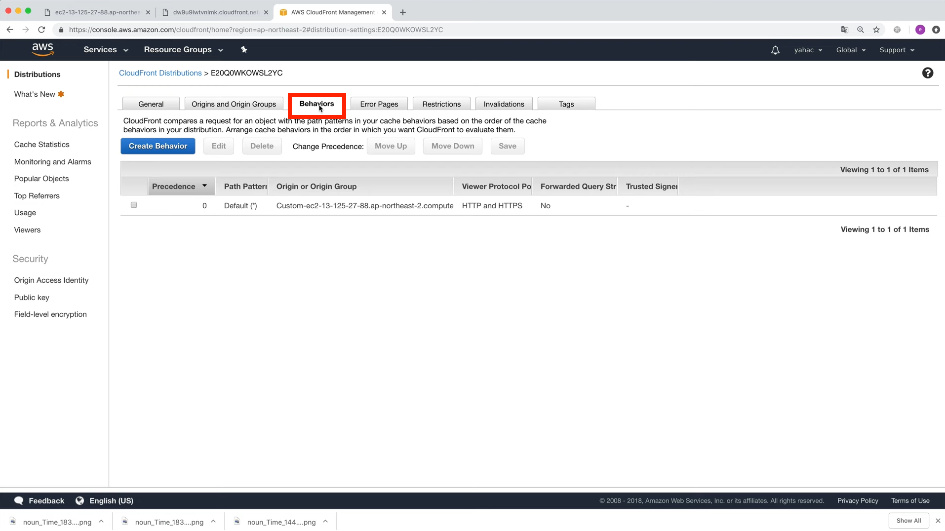 ec2-13-125-27-88.ap-northeast
dw8u8iwtvnimk.cloudfront.net
AWS CloudFront Management
https://console.aws.amazon.com/cloudfront/home?region=ap-northeast-2#distribution-settings:E20Q0WKOWSL2YC
aws
Services
Resource Groups
yahac
Global
Support
Distributions
What's New
Reports & Analytics
Cache Statistics
Monitoring and Alarms
Popular Objects
Top Referrers
Usage
Viewers
Security
Origin Access Identity
Public key
Field-level encryption
CloudFront Distributions > E20Q0WKOWSL2YC
General
Origins and Origin Groups
Behaviors
Error Pages
Restrictions
Invalidations
Tags
CloudFront compares a request for an object with the path patterns in your cache behaviors based on the order of the cache
behaviors in your distribution. Arrange cache behaviors in the order in which you want CloudFront to evaluate them.
Create Behavior
Edit
Delete
Change Precedence:
Move Up
Move Down
Save
Viewing 1 to 1 of 1 Items
Precedence
Path Pattern
Origin or Origin Group
Viewer Protocol Po
Forwarded Query Str
Trusted Signer
0
Default (*)
Custom-ec2-13-125-27-88.ap-northeast-2.compute
HTTP and HTTPS
No
-
Viewing 1 to 1 of 1 Items
Feedback
English (US)
© 2008 - 2018, Amazon Web Services, Inc. or its affiliates. All rights reserved.
Privacy Policy
Terms of Use
noun_Time_183....png
noun_Time_183....png
noun_Time_144....png
Show All